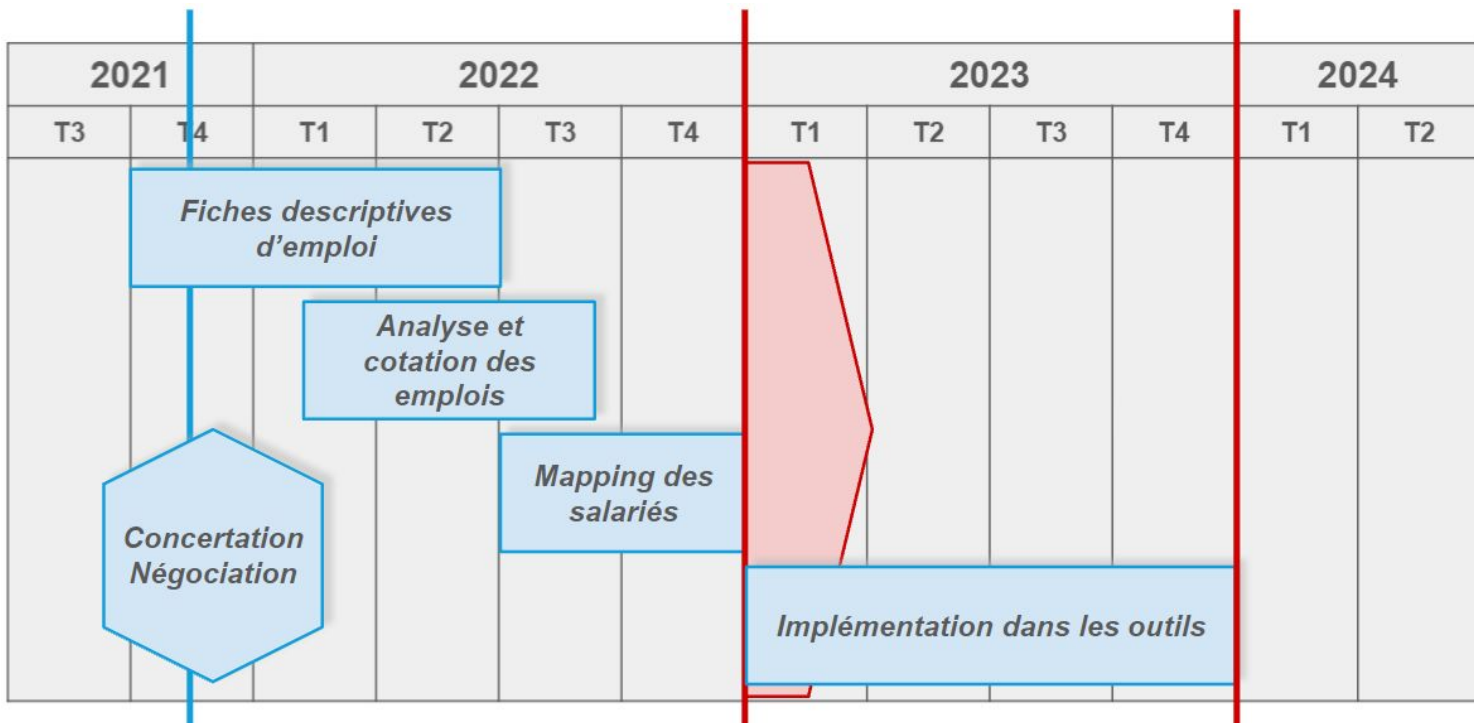 2021 2022 2023 2024
T3 T4 T1 T2 T3 T4 T1 T2 T3 T4 T1 T2
Fiches descriptives
d’emploi
Analyse et
cotation des
emplois
Mapping des
salariés
Concertation
Négociation
Implémentation dans les outils